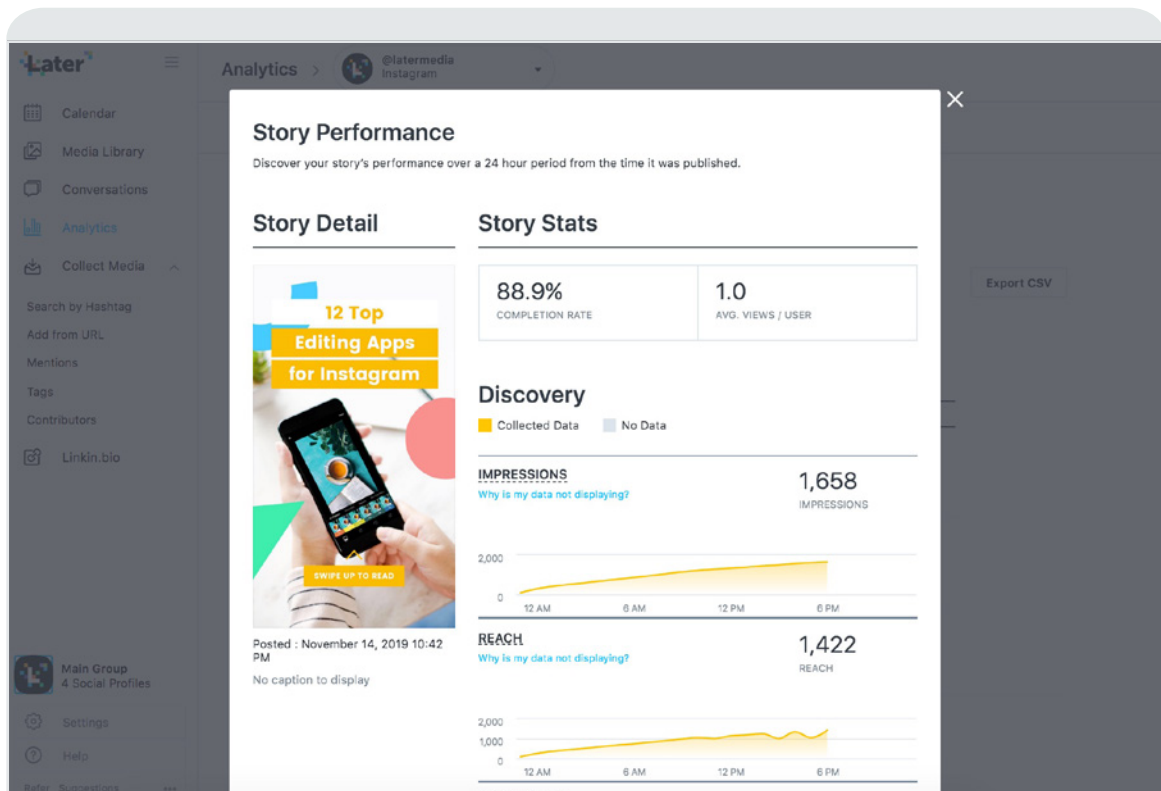 Later
Analytics >
@latermedia
Instagram
Calendar
Media Library
Conversations
Analytics
Collect Media
Search by Hashtag
Add from URL
Mentions
Tags
Contributors
Linkin.bio
Main Group
4 Social Profiles
Settings
Help
Refer Suggestions
Export CSV
Story Performance
Discover your story's performance over a 24 hour period from the time it was published.
Story Detail
12 Top
Editing Apps
for Instagram
SWIPE UP TO READ
Posted : November 14, 2019 10:42
PM
No caption to display
Story Stats
88.9%
COMPLETION RATE
1.0
AVG. VIEWS / USER
Discovery
Collected Data
No Data
IMPRESSIONS
Why is my data not displaying?
1,658
IMPRESSIONS
2,000
0
12 AM 6 AM 12 PM 6 PM
REACH
Why is my data not displaying?
1,422
REACH
2,000
1,000
0
12 AM 6 AM 12 PM 6 PM